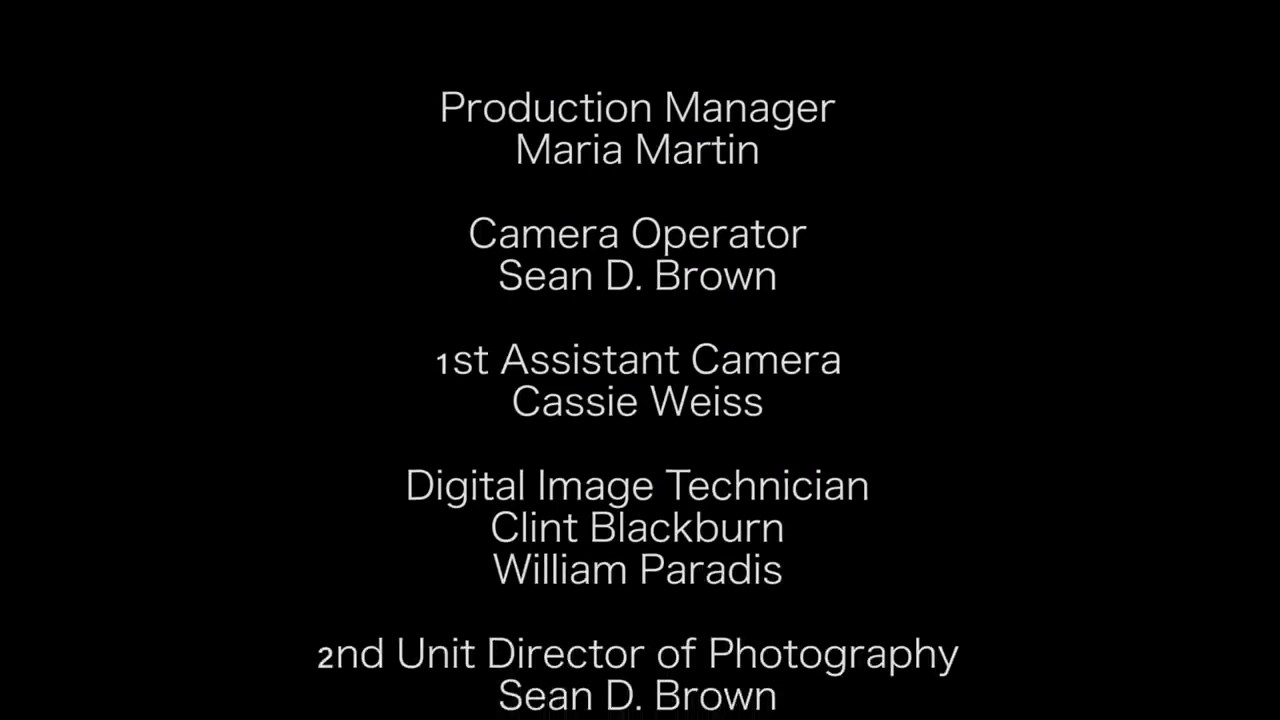 Production Manager
Maria Martin
Camera Operator
Sean D. Brown
1st Assistant Camera
Cassie Weiss
Digital Image Technician
Clint Blackburn
William Paradis
2nd Unit Director of Photography
Sean D. Brown